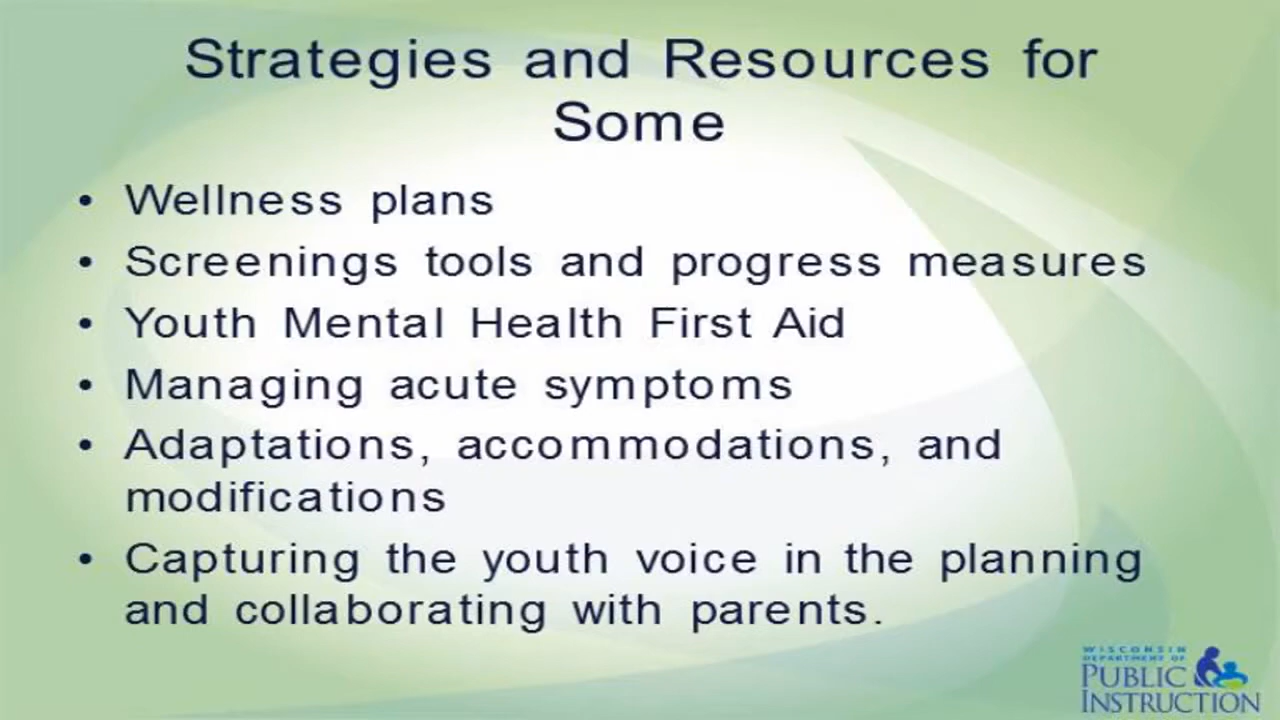 Strategies and Resources for
Some
• Wellness plans
• Screenings tools and progress measures
• Youth Mental Health First Aid
• Managing acute symptoms
• Adaptations, accommodations, and
modifications
• Capturing the youth voice in the planning
and collaborating with parents.
WISCONSIN
DEPARTMENT OF
PUBLIC
INSTRUCTION